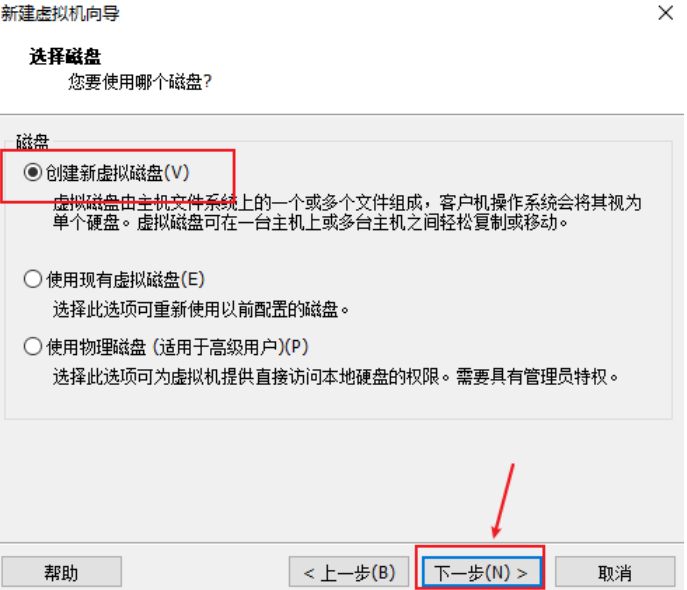 新建虚拟机向导
选择磁盘
您要使用哪个磁盘?
磁盘
创建新虚拟磁盘(V)
虚拟磁盘由主机文件系统上的一个或多个文件组成，客户机操作系统会将其视为
单个硬盘。虚拟磁盘可在一台主机上或多台主机之间轻松复制或移动。
使用现有虚拟磁盘(E)
选择此选项可重新使用以前配置的磁盘。
使用物理磁盘 (适用于高级用户)(P)
选择此选项可为虚拟机提供直接访问本地硬盘的权限。需要具有管理员特权。
帮助
< 上一步(B)
下一步(N) >
取消